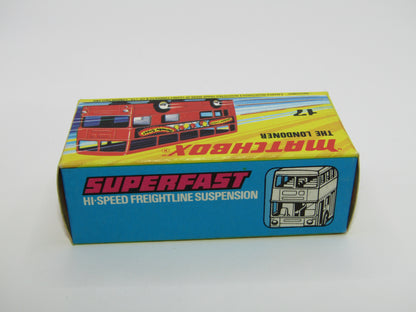 MATCHBOX®
THE LONDONER
17
SUPERFAST
HI-SPEED FREIGHTLINE SUSPENSION